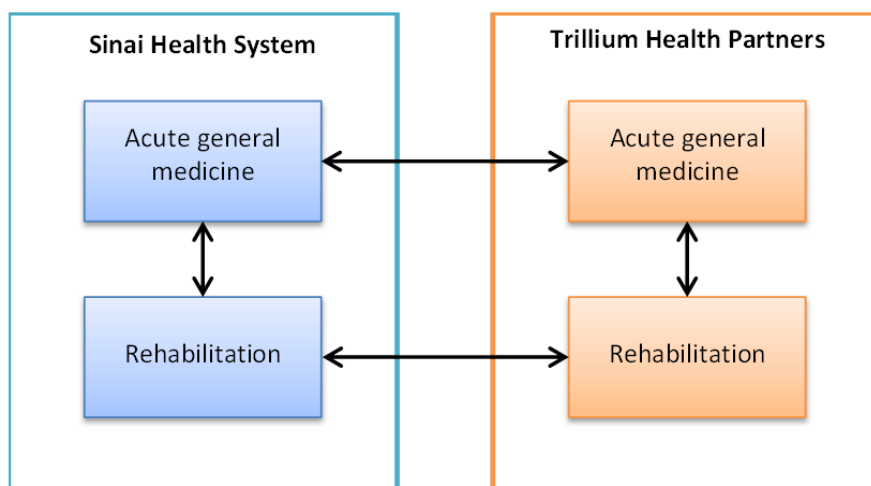 Sinai Health System
Trillium Health Partners
Acute general
medicine
Acute general
medicine
Rehabilitation
Rehabilitation